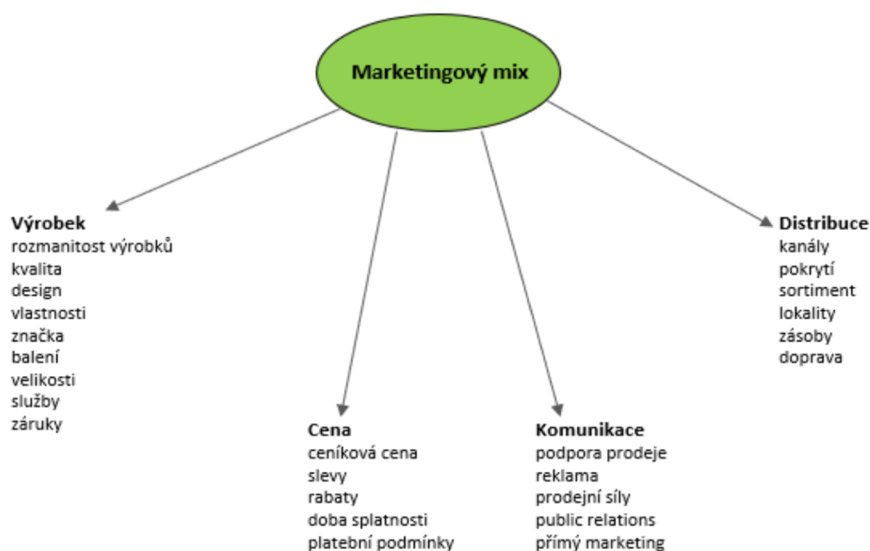 Marketingový mix
Výrobek
rozmanitost výrobků
kvalita
design
vlastnosti
značka
balení
velikosti
služby
záruky
Cena
ceníková cena
slevy
rabaty
doba splatnosti
platební podmínky
Komunikace
podpora prodeje
reklama
prodejní síly
public relations
přímý marketing
Distribuce
kanály
pokrytí
sortiment
lokality
zásoby
doprava